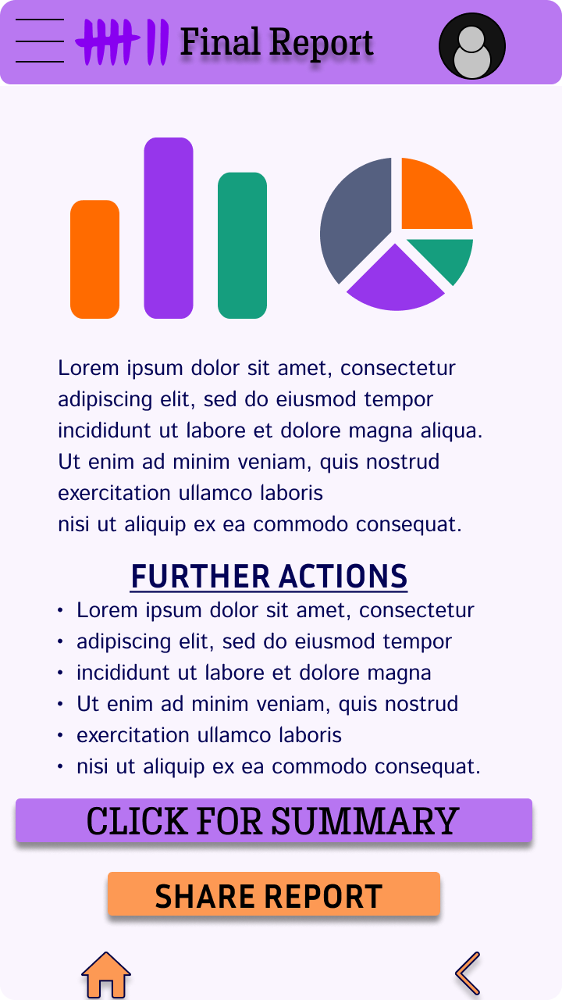 Final Report
Lorem ipsum dolor sit amet, consectetur
adipiscing elit, sed do eiusmod tempor
incididunt ut labore et dolore magna aliqua.
Ut enim ad minim veniam, quis nostrud
exercitation ullamco laboris
nisi ut aliquip ex ea commodo consequat.
FURTHER ACTIONS
• Lorem ipsum dolor sit amet, consectetur
• adipiscing elit, sed do eiusmod tempor
• incididunt ut labore et dolore magna
• Ut enim ad minim veniam, quis nostrud
• exercitation ullamco laboris
• nisi ut aliquip ex ea commodo consequat.
CLICK FOR SUMMARY
SHARE REPORT